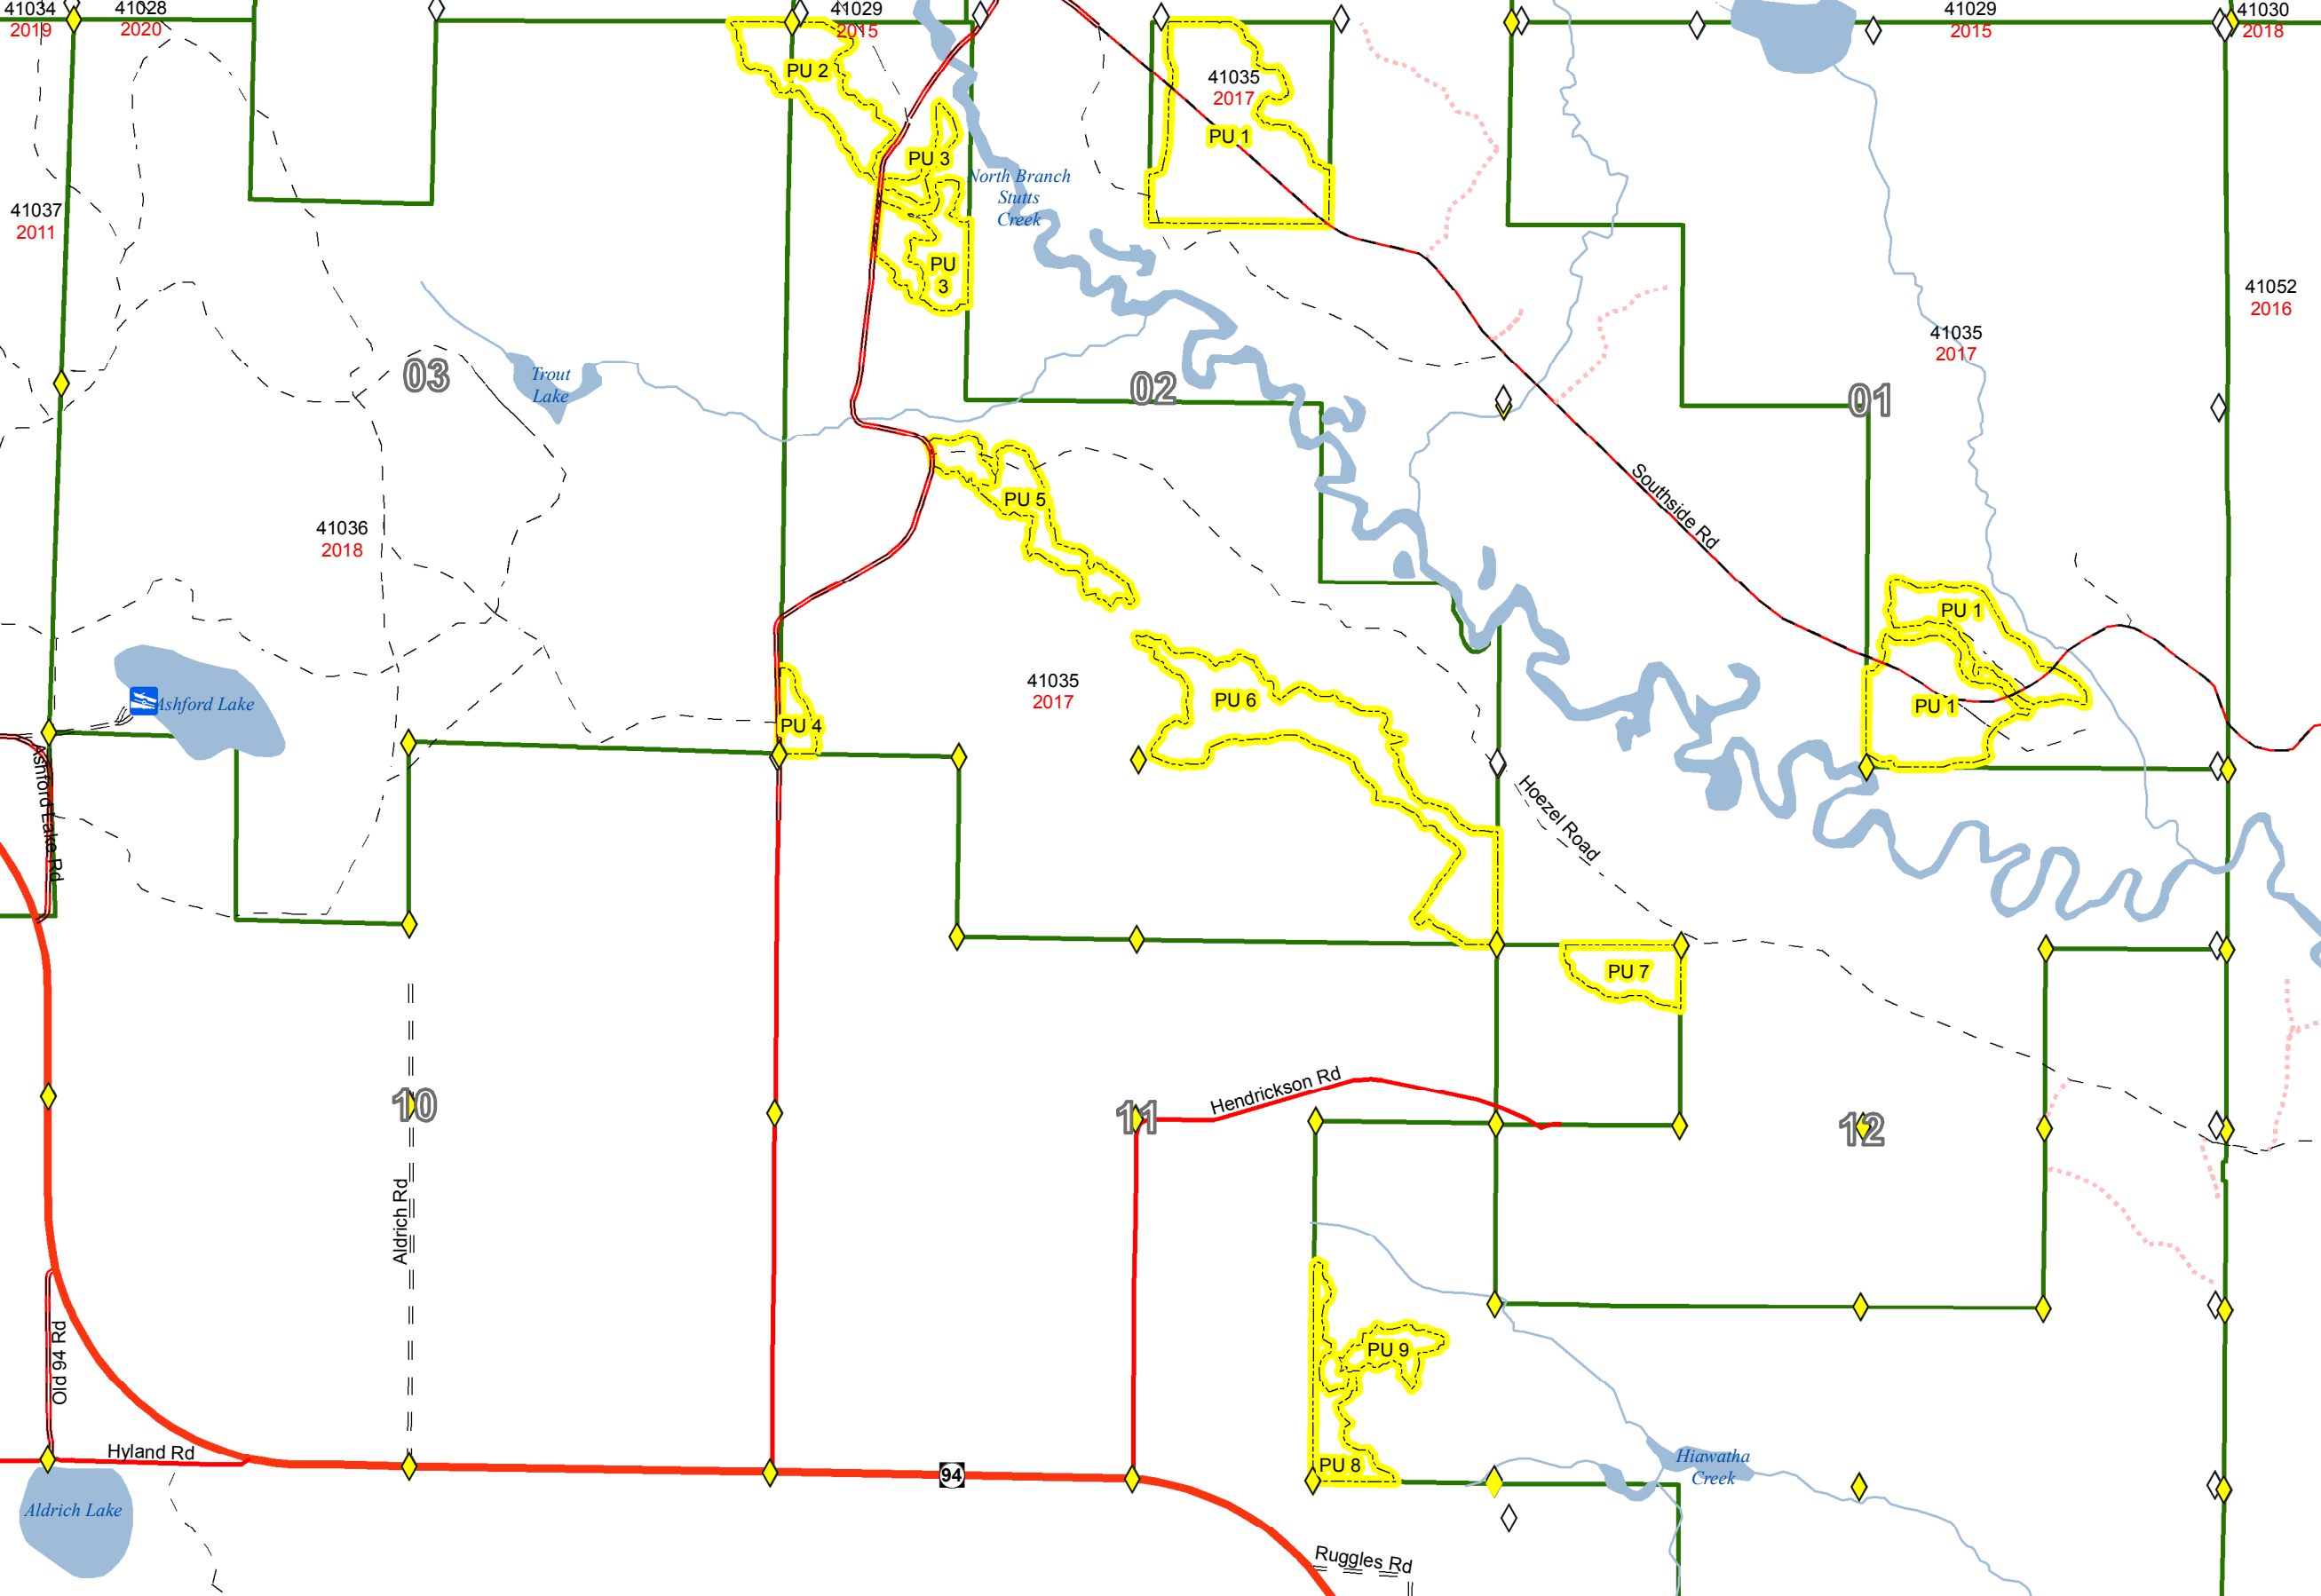 41034
2019
41028
2020
41029
2015
41029
2015
41030
2018
PU 2
41035
2017
PU 1
PU 3
North Branch
Stutts
Creek
41037
2011
PU
3
41052
2016
41035
2017
03
Trout
Lake
02
01
PU 5
Southside Rd
41036
2018
PU 1
41035
2017
PU 6
Ashford Lake
PU 4
PU 1
Ashford Lake Rd
Hoezel Road
PU 7
Hendrickson Rd
10
11
12
Aldrich Rd
Old 94 Rd
PU 9
Hyland Rd
PU 8
94
Hiawatha
Creek
Aldrich Lake
Ruggles Rd